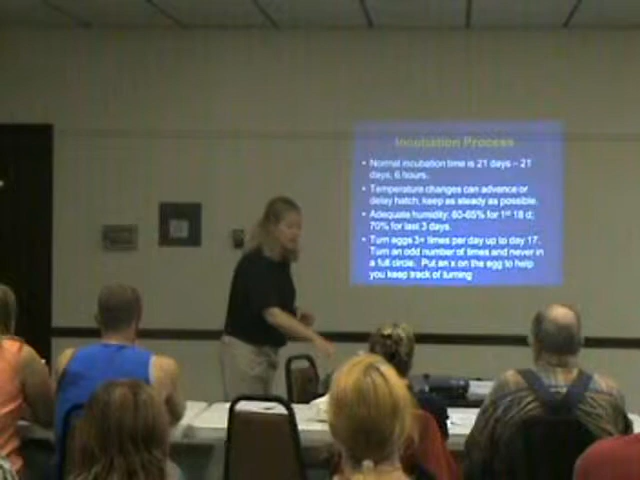 Incubation Process
• Normal incubation time is 21 days – 21
days, 6 hours.
• Temperature changes can advance or
delay hatch, keep as steady as possible.
• Adequate humidity: 60-65% for 1st 18 d;
70% for last 3 days.
• Turn eggs 3+ times per day up to day 17.
Turn an odd number of times and never in
a full circle. Put an x on the egg to help
you keep track of turning